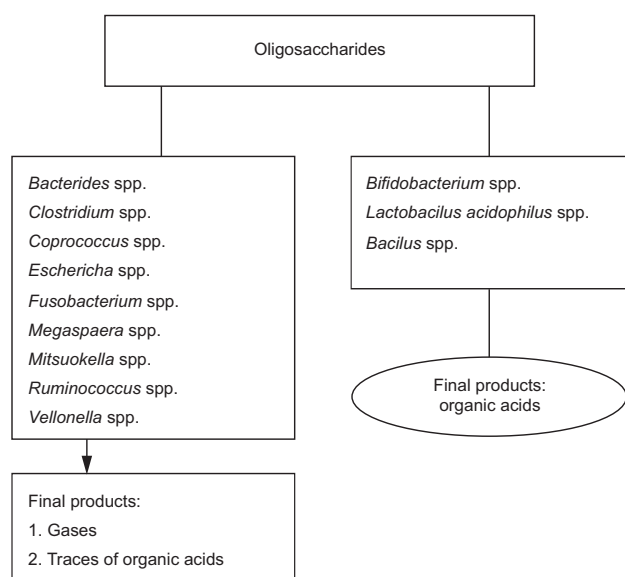 Oligosaccharides
Bacterides spp.
Clostridium spp.
Coprococcus spp.
Eschericha spp.
Fusobacterium spp.
Megaspaera spp.
Mitsuokella spp.
Ruminococcus spp.
Vellonella spp.
Final products:
1. Gases
2. Traces of organic acids
Bifidobacterium spp.
Lactobacilus acidophilus spp.
Bacilus spp.
Final products:
organic acids